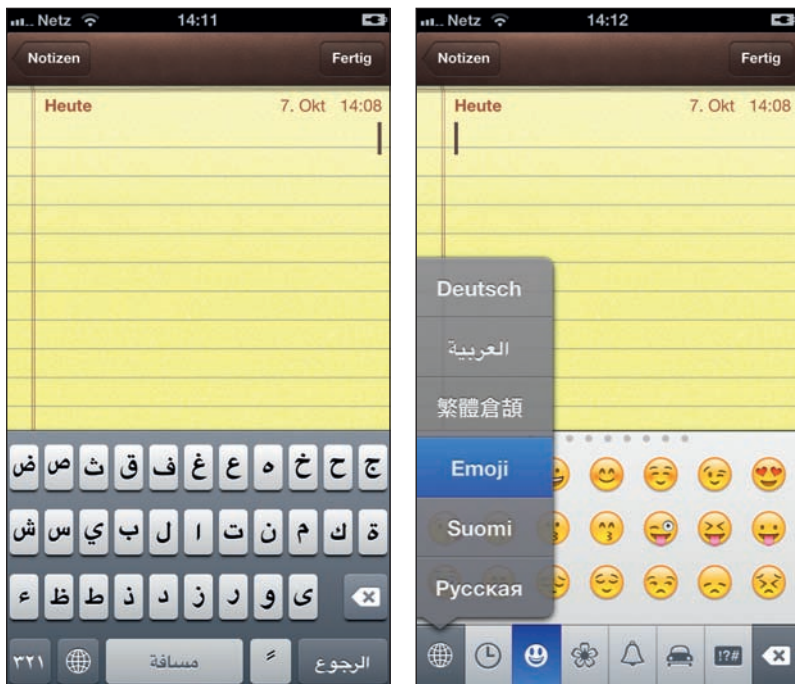 Netz 14:11
Notizen Fertig
Heute 7. Okt 14:08
ض ص ث ق ف غ ع ه خ ح ج
ش س ي ب ل ا ت ن م ك ة
ء ظ ط ذ د ز ر و ى
٣٢١ مسافة الرجوع
Netz 14:12
Notizen Fertig
Heute 7. Okt 14:08
Deutsch
العربية
繁體倉頡
Emoji
Suomi
Русская
!?#